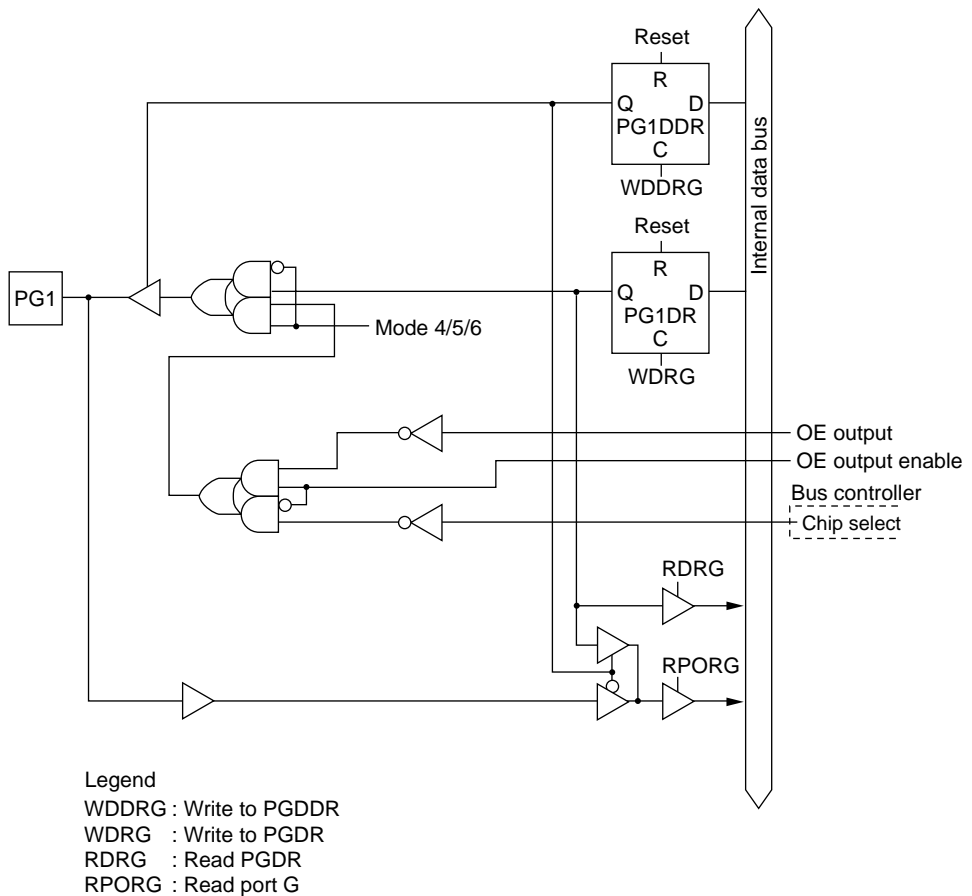 Reset
R
Q D
PG1DDR
C
WDDRG
Internal data bus
Reset
R
PG1
Q D
PG1DR
Mode 4/5/6
C
WDRG
OE output
OE output enable
Bus controller
Chip select
RDRG
RPORG
Legend
WDDRG : Write to PGDDR
WDRG : Write to PGDR
RDRG : Read PGDR
RPORG : Read port G